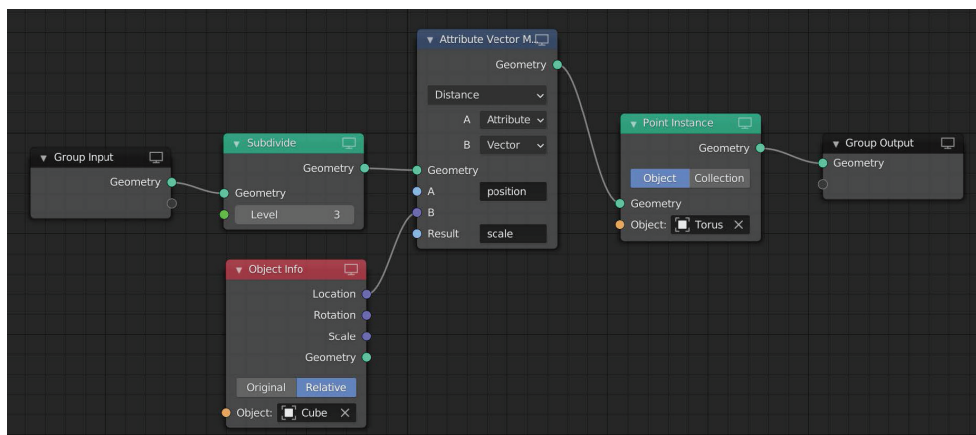 Group Input
Geometry
Subdivide
Geometry
Geometry
Level 3
Object Info
Location
Rotation
Scale
Geometry
Original Relative
Object: Cube
Attribute Vector M...
Geometry
Distance
A Attribute
B Vector
Geometry
A position
B
Result scale
Point Instance
Geometry
Object Collection
Geometry
Object: Torus
Group Output
Geometry